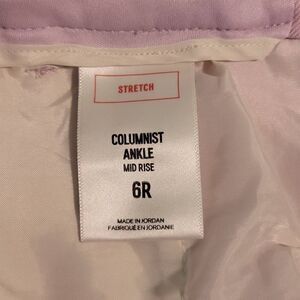 STRETCH
COLUMNIST
ANKLE
MID RISE
6R
MADE IN JORDAN
FABRIQUÉ EN JORDANIE